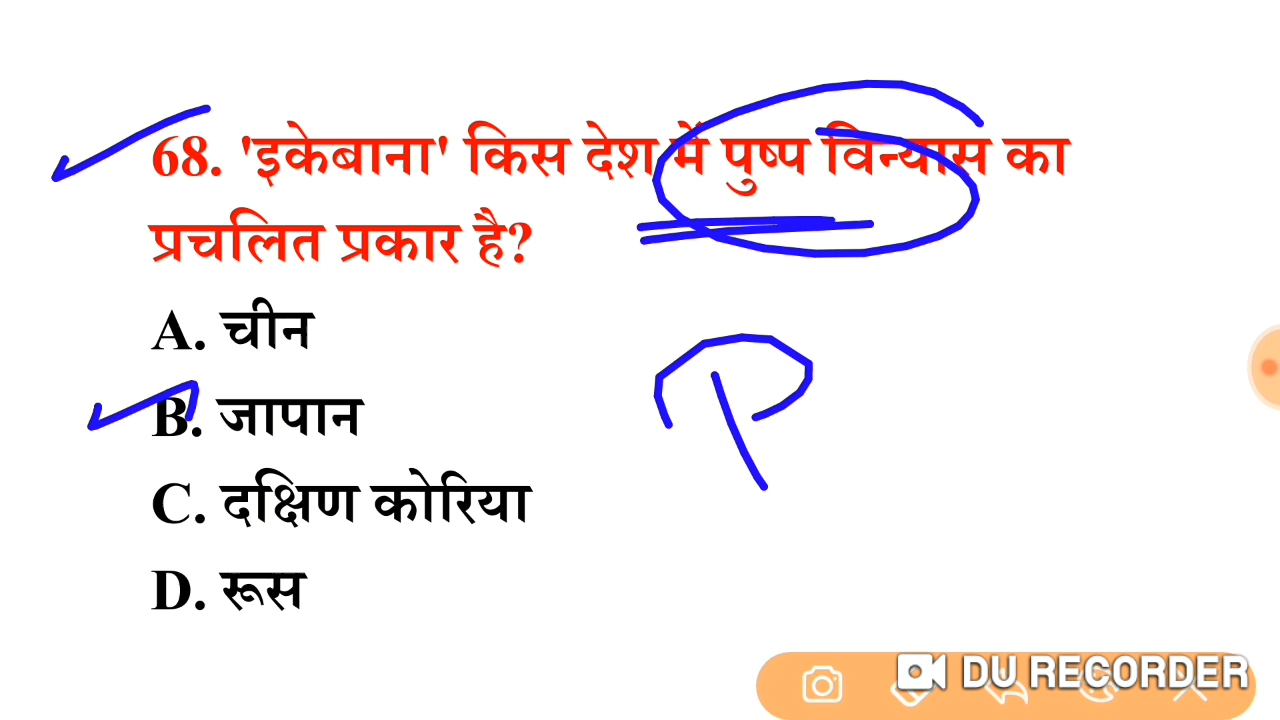 68. 'इकेबाना' किस देश में पुष्प विन्यास का
प्रचलित प्रकार है?
A. चीन
B. जापान
C. दक्षिण कोरिया
D. रूस
DU RECORDER